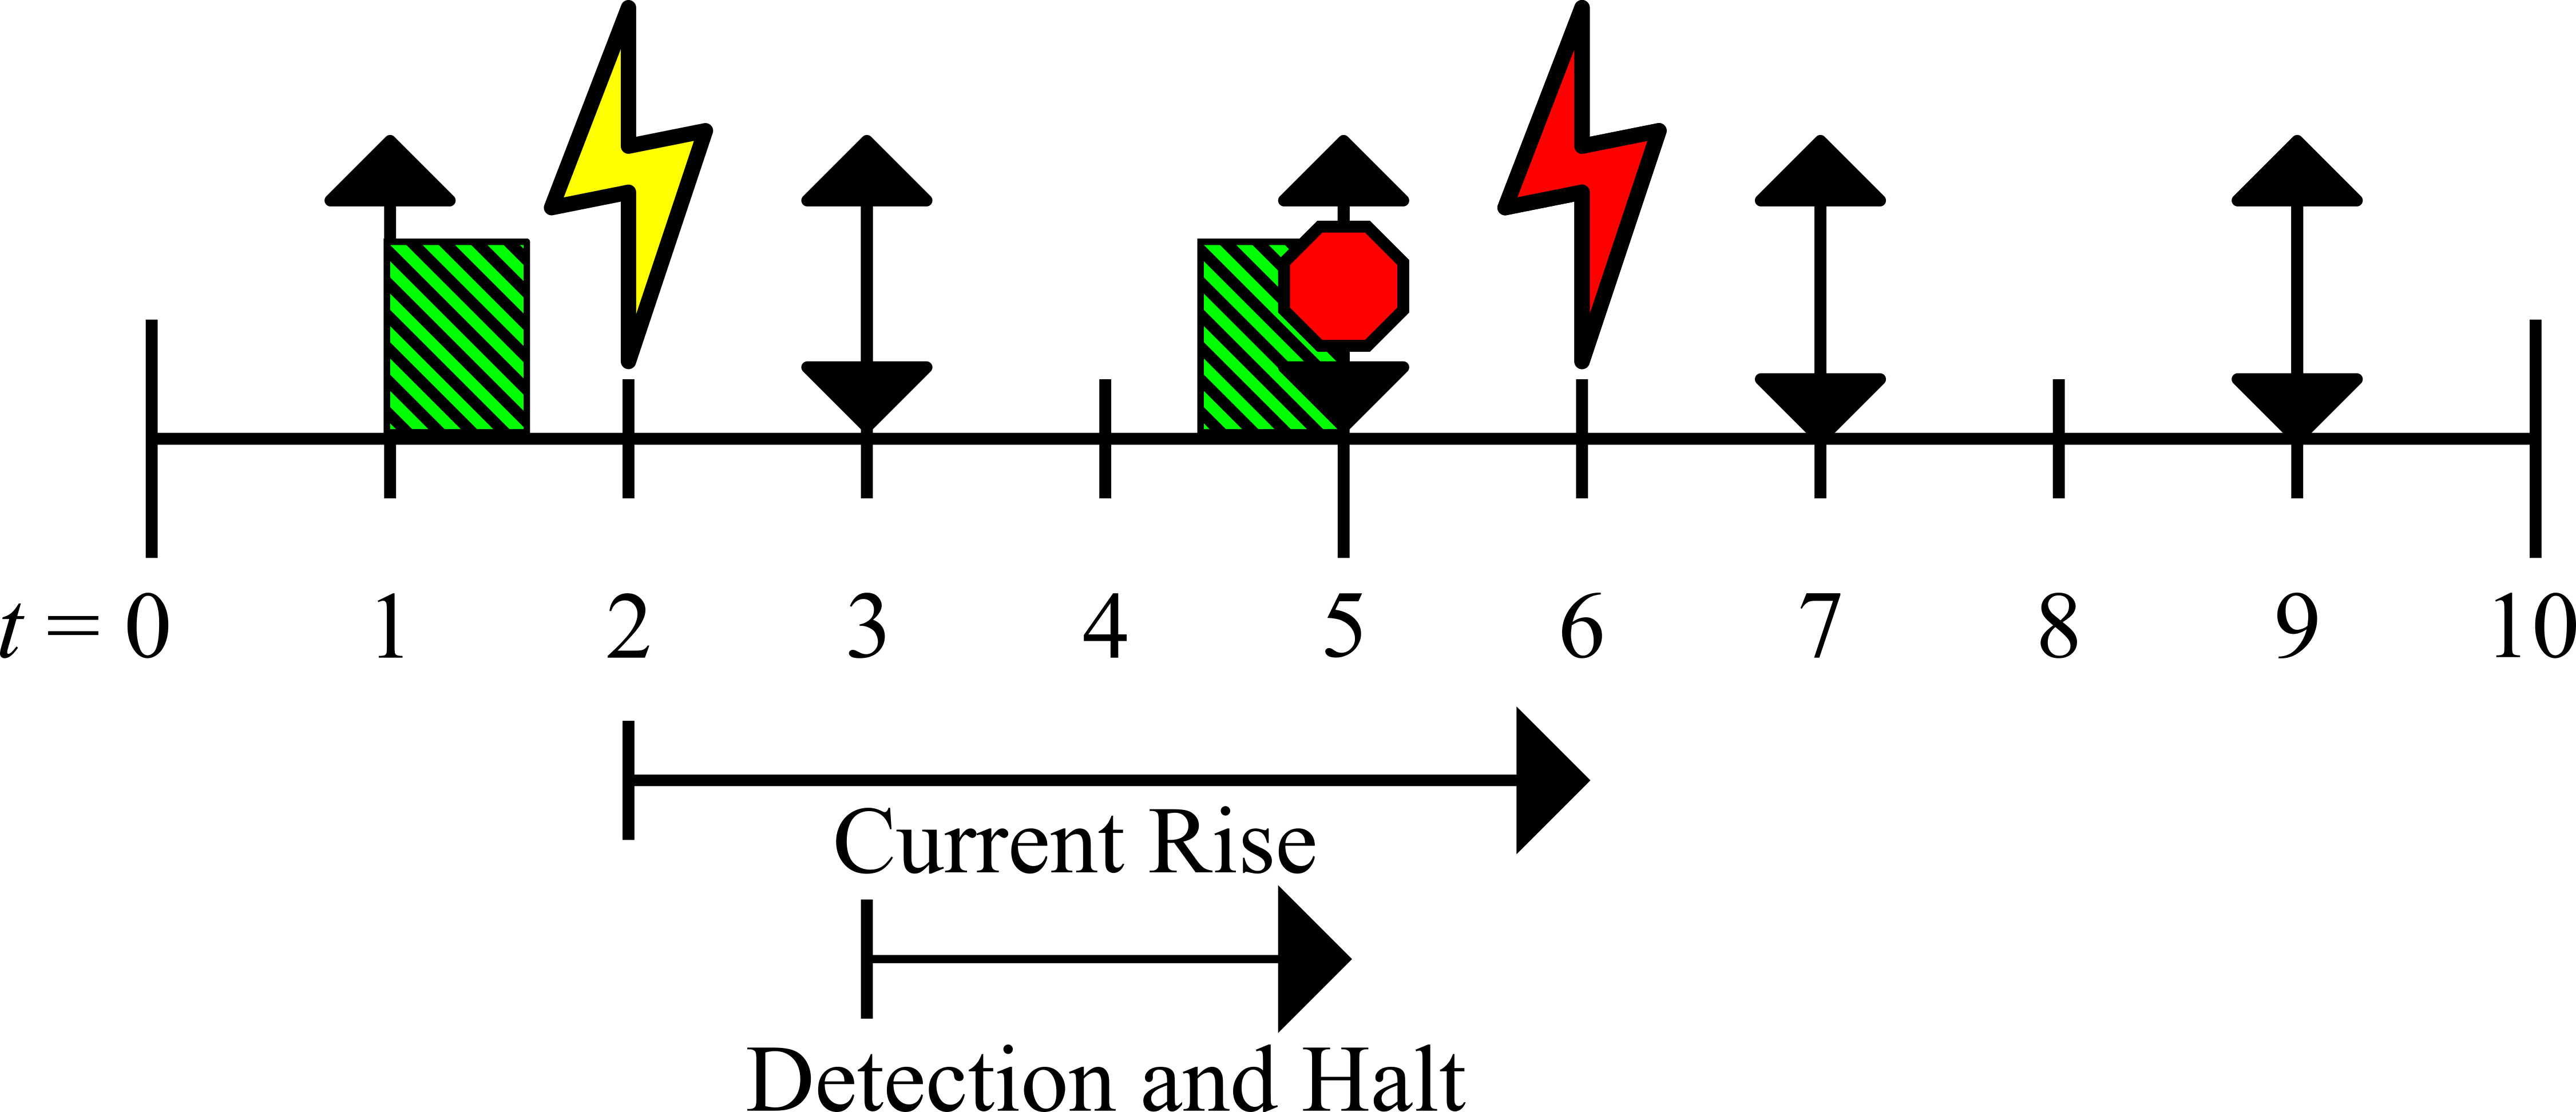 t = 0 1 2 3 4 5 6 7 8 9 10
Current Rise
Detection and Halt